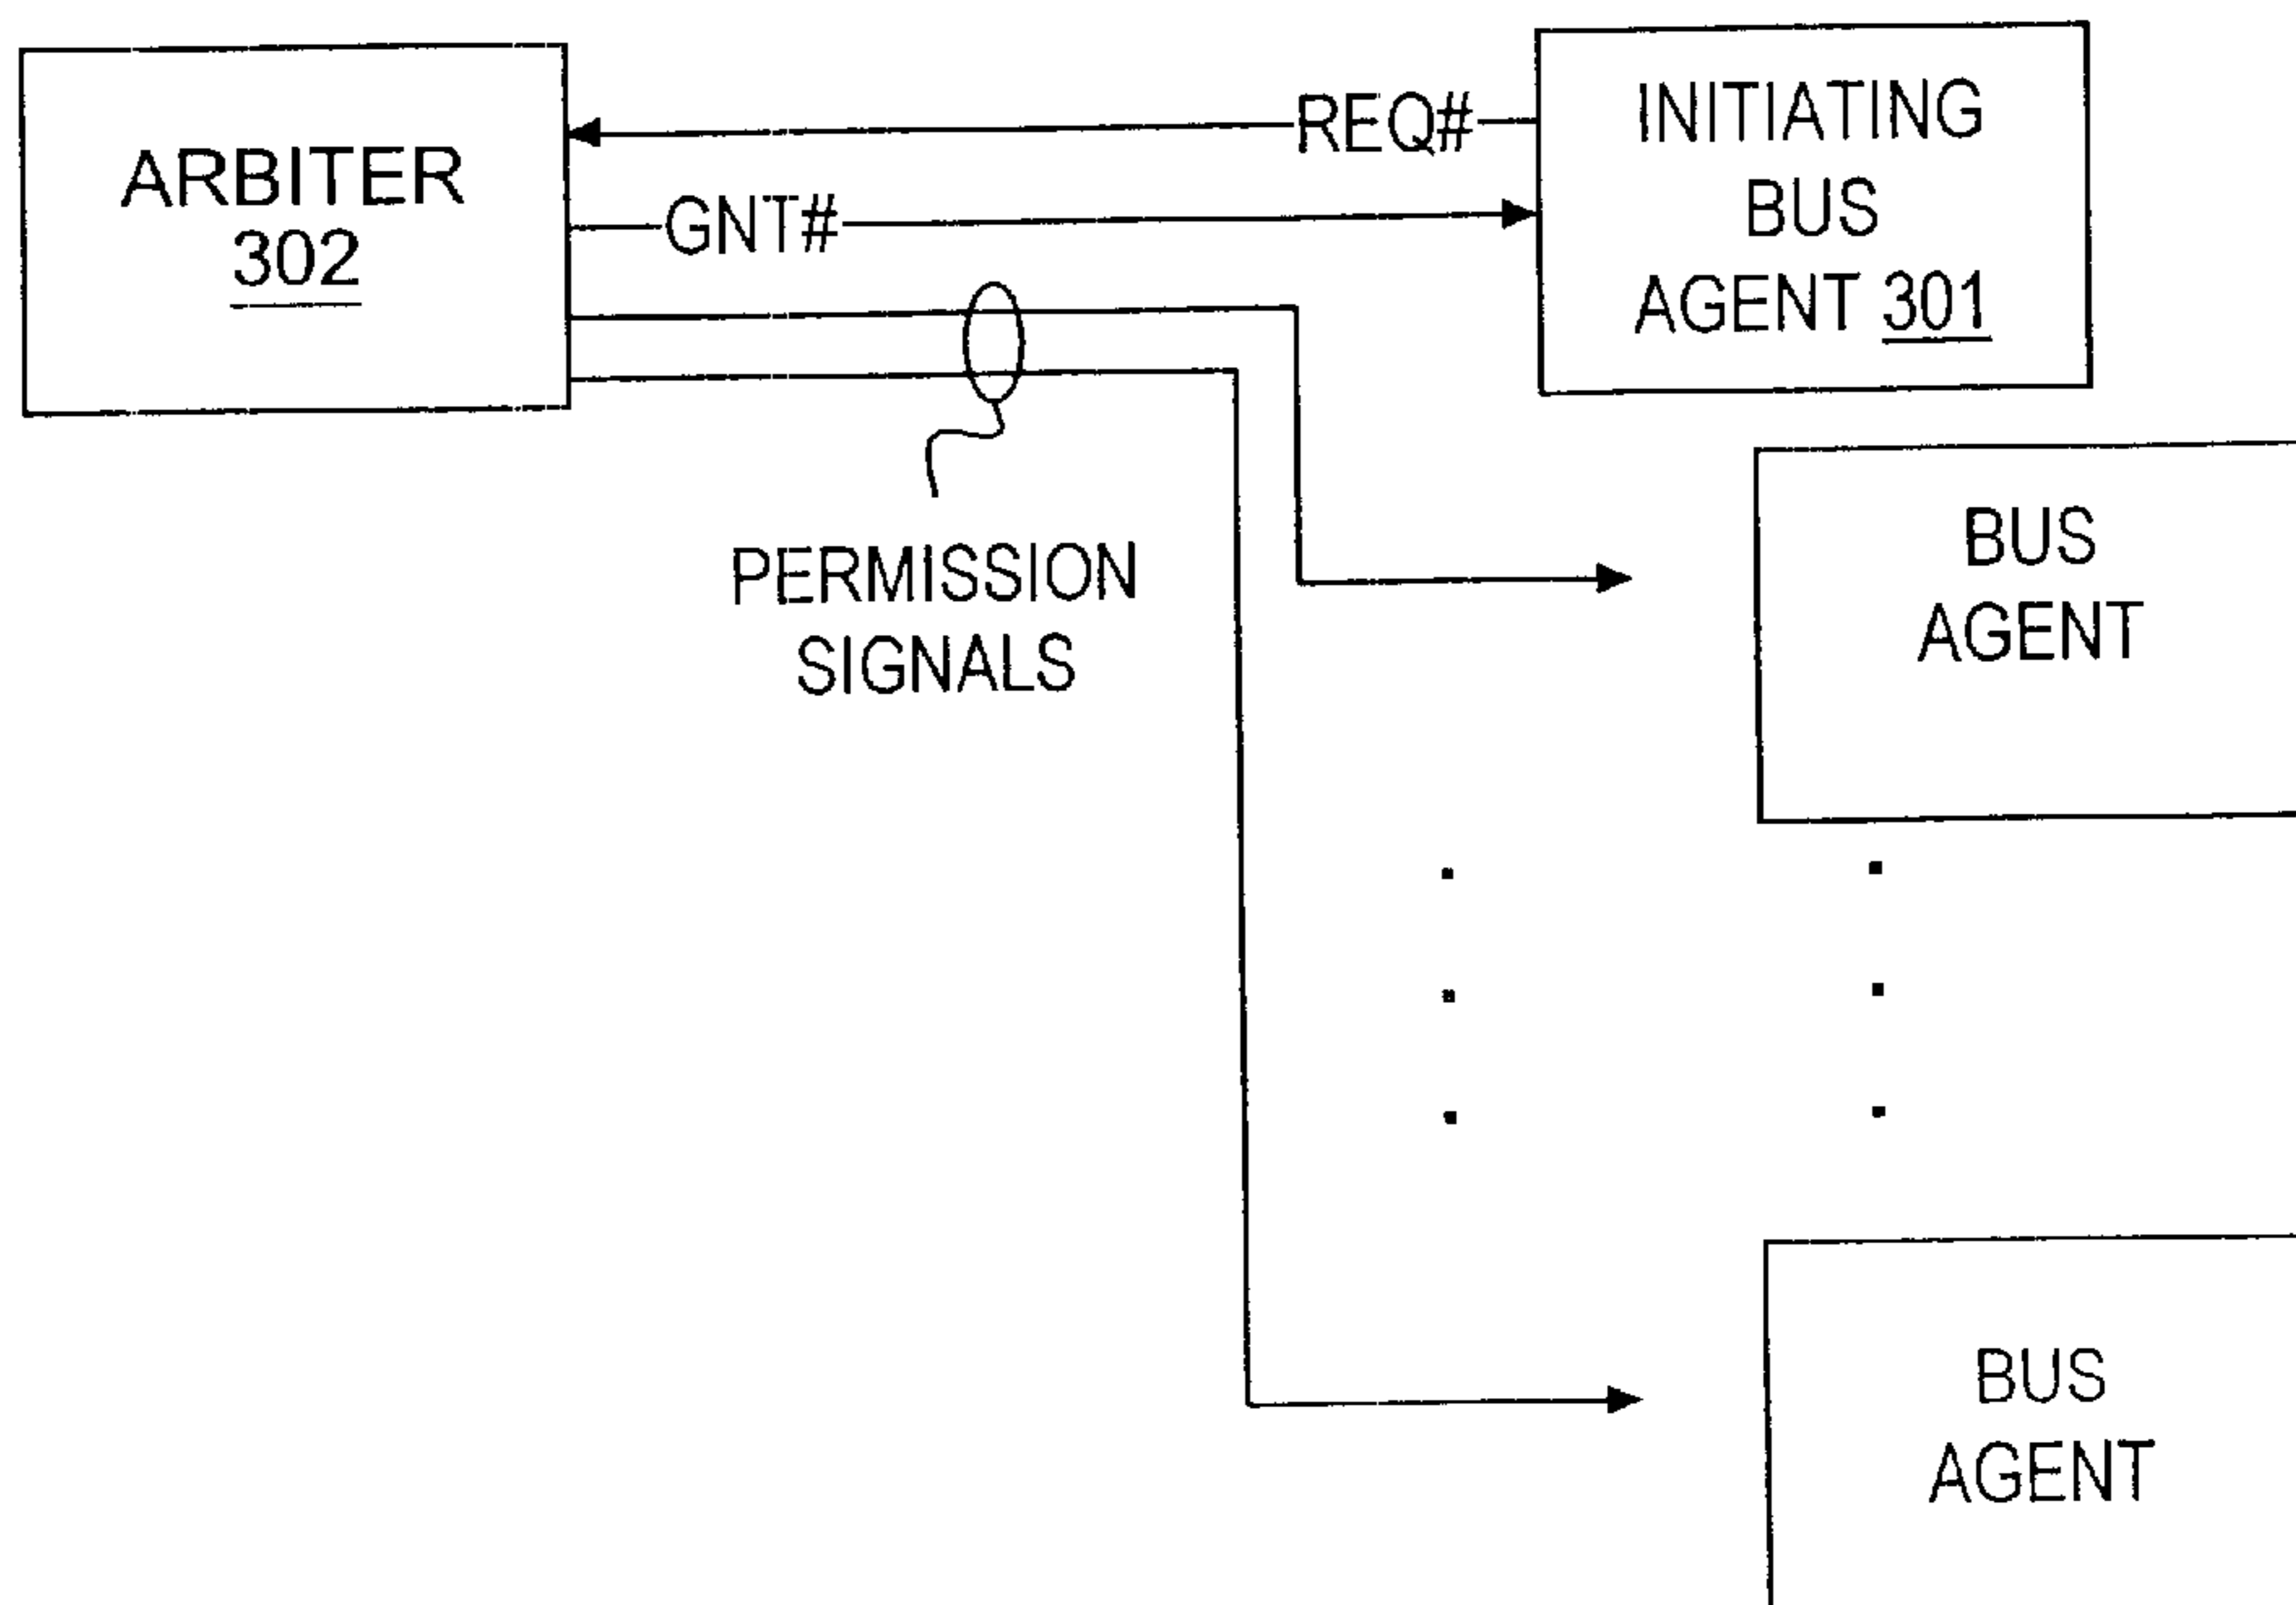 ARBITER
302
REQ#
GNT#
INITIATING
BUS
AGENT 301
PERMISSION
SIGNALS
BUS
AGENT
BUS
AGENT